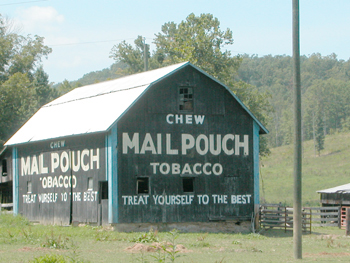 CHEW
MAIL POUCH
TOBACCO
TREAT YOURSELF TO THE BEST
CHEW
MAIL POUCH
TOBACCO
TREAT YOURSELF TO THE BEST